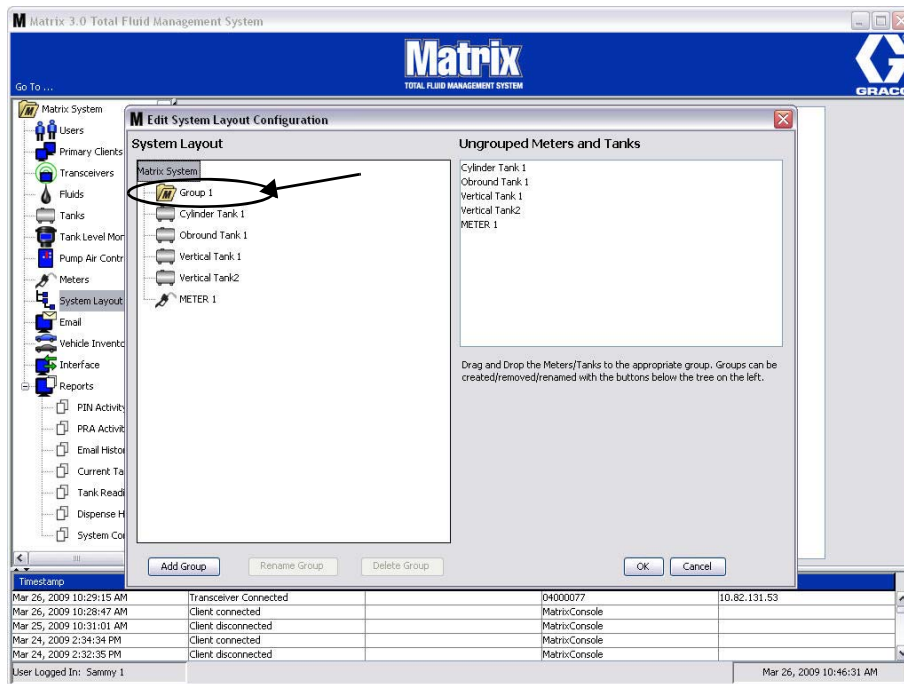 Matrix 3.0 Total Fluid Management System
Matrix
TOTAL FLUID MANAGEMENT SYSTEM
GRACO
Go To ...
Matrix System
Users
Primary Clients
Transceivers
Fluids
Tanks
Tank Level Mor
Pump Air Contr
Meters
System Layout
Email
Vehicle Invento
Interface
Reports
PIN Activity
PRA Activit
Email Histor
Current Ta
Tank Readi
Dispense H
System Co
Edit System Layout Configuration
System Layout
Matrix System
Group 1
Cylinder Tank 1
Obround Tank 1
Vertical Tank 1
Vertical Tank2
METER 1
Ungrouped Meters and Tanks
Cylinder Tank 1
Obround Tank 1
Vertical Tank 1
Vertical Tank2
METER 1
Drag and Drop the Meters/Tanks to the appropriate group. Groups can be
created/removed/renamed with the buttons below the tree on the left.
Add Group Rename Group Delete Group OK Cancel
Timestamp
Mar 26, 2009 10:29:15 AM Transceiver Connected 04000077 10.82.131.53
Mar 26, 2009 10:28:47 AM Client connected MatrixConsole
Mar 25, 2009 10:31:01 AM Client disconnected MatrixConsole
Mar 24, 2009 2:34:34 PM Client connected MatrixConsole
Mar 24, 2009 2:32:35 PM Client disconnected MatrixConsole
User Logged In: Sammy 1 Mar 26, 2009 10:46:31 AM